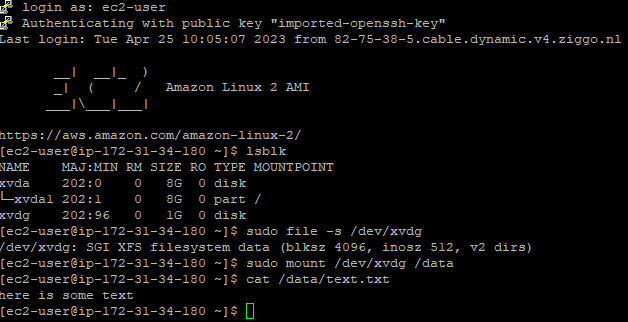 login as: ec2-user
Authenticating with public key "imported-openssh-key"
Last login: Tue Apr 25 10:05:07 2023 from 82-75-38-5.cable.dynamic.v4.ziggo.nl
       __|  __|_  )
       _|  (     /   Amazon Linux 2 AMI
      ___|\___|___|
https://aws.amazon.com/amazon-linux-2/
[ec2-user@ip-172-31-34-180 ~]$ lsblk
NAME    MAJ:MIN RM SIZE RO TYPE MOUNTPOINT
xvda    202:0    0   8G  0 disk
└─xvda1 202:1    0   8G  0 part /
xvdg    202:96   0   1G  0 disk
[ec2-user@ip-172-31-34-180 ~]$ sudo file -s /dev/xvdg
/dev/xvdg: SGI XFS filesystem data (blksz 4096, inosz 512, v2 dirs)
[ec2-user@ip-172-31-34-180 ~]$ sudo mount /dev/xvdg /data
[ec2-user@ip-172-31-34-180 ~]$ cat /data/text.txt
here is some text
[ec2-user@ip-172-31-34-180 ~]$